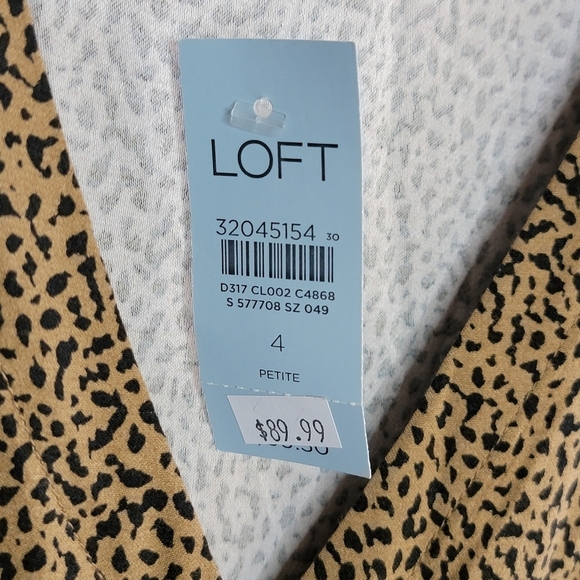 LOFT
32045154 30
D317 CL002 C4868
S 577708 SZ 049
4
PETITE
$89.99